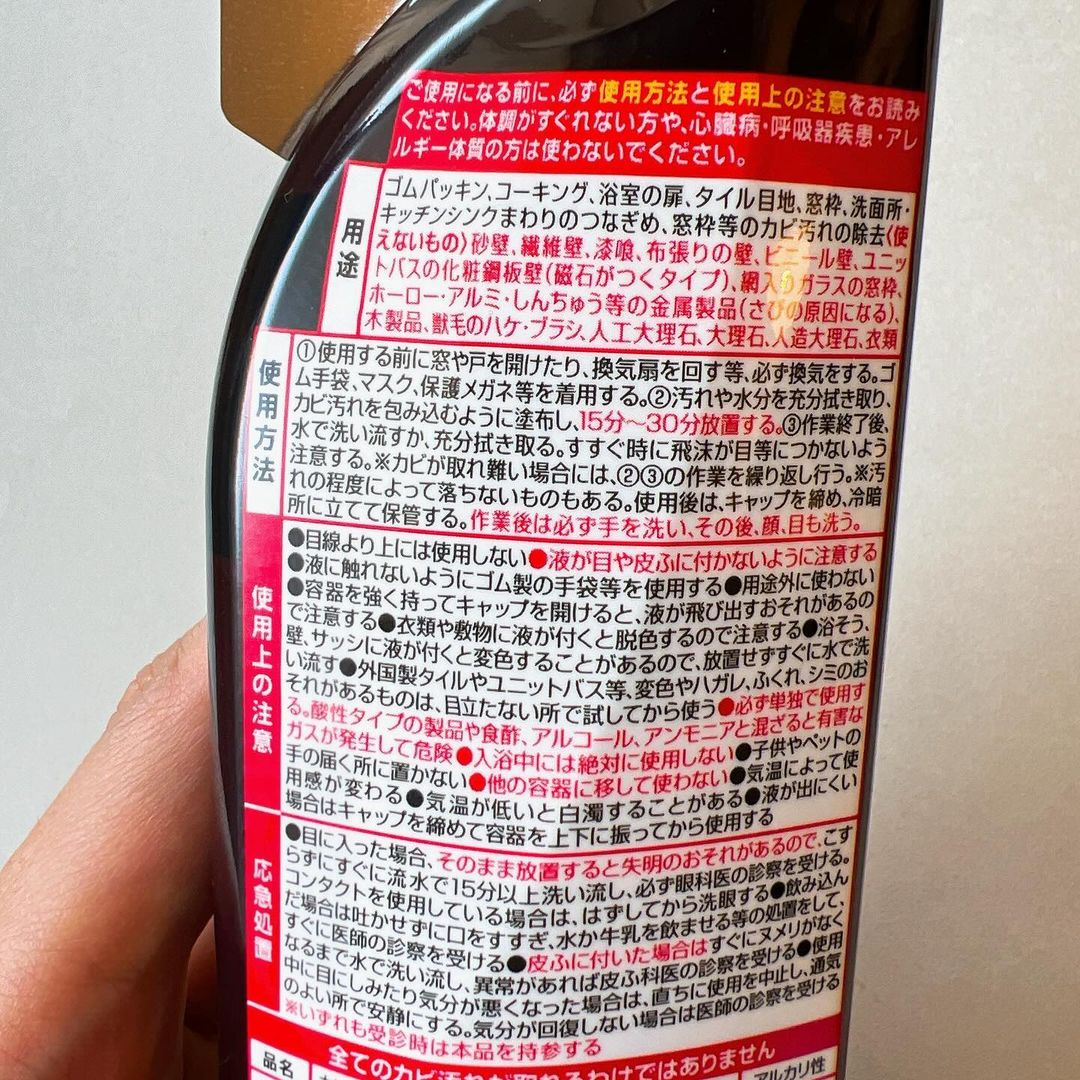 ご使用になる前に、必ず使用方法と使用上の注意をお読み
ください。体調がすぐれない方や、心臓病・呼吸器疾患・アレ
ルギー体質の方は使わないでください。
用途
ゴムパッキン、コーキング、浴室の扉、タイル目地、窓枠、洗面所・
キッチンシンクまわりのつなぎめ、窓枠等のカビ汚れの除去〈使
えないもの〉砂壁、繊維壁、漆喰、布張りの壁、ビニール壁、ユニッ
トバスの化粧鋼板壁(磁石がつくタイプ)、網入りガラスの窓枠、
ホーロー・アルミ・しんちゅう等の金属製品(さびの原因になる)、
木製品、獣毛のハケ・ブラシ、人工大理石、大理石、人造大理石、衣類
使用方法
①使用する前に窓や戸を開けたり、換気扇を回す等、必ず換気をする。ゴ
ム手袋、マスク、保護メガネ等を着用する。②汚れや水分を充分拭き取り、
カビ汚れを包み込むように塗布し、15分〜30分放置する。③作業終了後、
水で洗い流すか、充分拭き取る。すすぐ時に飛沫が目等につかないよう
注意する。※カビが取れ難い場合には、②③の作業を繰り返し行う。※汚
れの程度によって落ちないものもある。使用後は、キャップを締め、冷暗
所に立てて保管する。作業後は必ず手を洗い、その後、顔、目も洗う。
使用上の注意
●目線より上には使用しない●液が目や皮ふに付かないように注意する
●液に触れないようにゴム製の手袋等を使用する●用途外に使わない
●容器を強く持ってキャップを開けると、液が飛び出すおそれがあるの
で注意する●衣類や敷物に液が付くと脱色するので注意する●浴そう、
壁、サッシに液が付くと変色することがあるので、放置せずすぐに水で洗
い流す●外国製タイルやユニットバス等、変色やハガレ、ふくれ、シミのお
それがあるものは、目立たない所で試してから使う●必ず単独で使用す
る。酸性タイプの製品や食酢、アルコール、アンモニアと混ざると有害な
ガスが発生して危険●入浴中には絶対に使用しない●子供やペットの
手の届く所に置かない●他の容器に移して使わない●気温によって使
用感が変わる●気温が低いと白濁することがある●液が出にくい
場合はキャップを締めて容器を上下に振ってから使用する
応急処置
●目に入った場合、そのまま放置すると失明のおそれがあるので、こす
らずにすぐに流水で15分以上洗い流し、必ず眼科医の診察を受ける。
コンタクトを使用している場合は、はずしてから洗眼する●飲み込ん
だ場合は吐かせずに口をすすぎ、水か牛乳を飲ませる等の処置をして、
すぐに医師の診察を受ける●皮ふに付いた場合はすぐにヌメリがなく
なるまで水で洗い流し、異常があれば皮ふ科医の診察を受ける●使用
中に目にしみたり気分が悪くなった場合は、直ちに使用を中止し、通気
のよい所で安静にする。気分が回復しない場合は医師の診察を受ける
※いずれも受診時は本品を持参する
全てのカビ汚れが取れるわけではありません
品名
アルカリ性